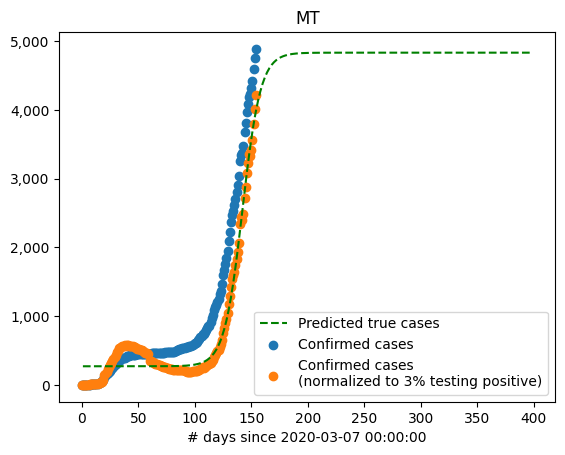 MT
5,000
4,000
3,000
2,000
1,000
0
0 50 100 150 200 250 300 350 400
# days since 2020-03-07 00:00:00
Predicted true cases
Confirmed cases
Confirmed cases
(normalized to 3% testing positive)